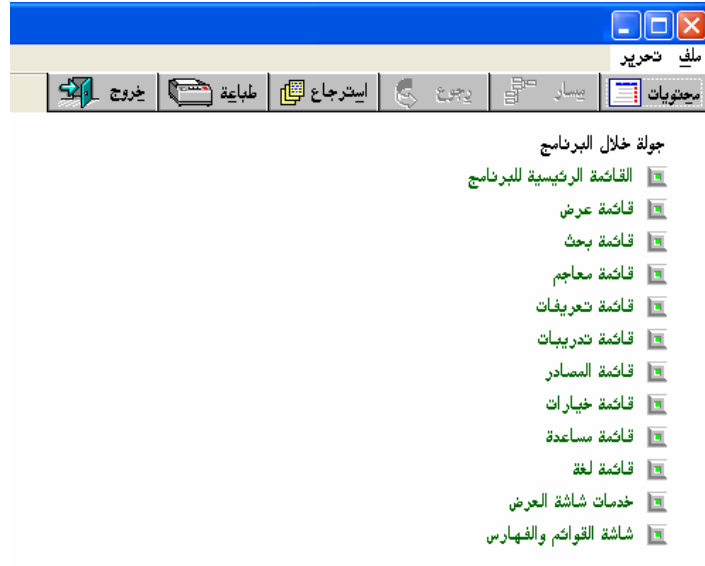 ملف تحرير
محتويات مسار رجوع استرجاع طباعة خروج
جولة خلال البرنامج
القائمة الرئيسية للبرنامج
قائمة عرض
قائمة بحث
قائمة معاجم
قائمة تعريفات
قائمة تدريبات
قائمة المصادر
قائمة خيارات
قائمة مساعدة
قائمة لغة
خدمات شاشة العرض
شاشة القوائم والفهارس